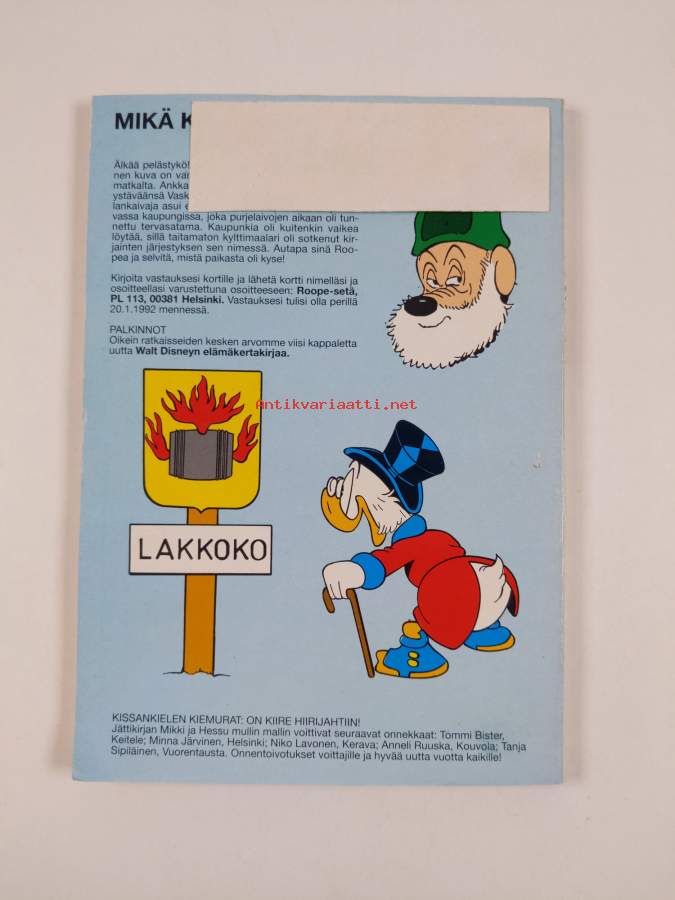 MIKÄ K
Älkää pelästykö!
nen kuva on
matkalta. Ankka
ystäväänsä
lankaivaja asui
vassa kaupungissa, joka purjelaivojen aikaan oli tun-
nettu tervasatama. Kaupunkia oli kuitenkin vaikea
löytää, sillä taitamaton kylttimaalari oli sotkenut kir-
jainten järjestyksen sen nimessä. Autapa sinä Roo-
pea ja selvitä, mistä paikasta oli kyse!
Kirjoita vastauksesi kortille ja lähetä kortti nimelläsi ja
osoitteellasi varustettuna osoitteeseen: Roope-setä,
PL 113, 00381 Helsinki. Vastauksesi tulisi olla perillä
20.1.1992 mennessä.
PALKINNOT
Oikein ratkaisseiden kesken arvomme viisi kappaletta
uutta Walt Disneyn elämäkertakirjaa.
Antikvariaatti.net
LAKKOKO
KISSANKIELEN KIEMURAT: ON KIIRE HIIRIJAHTIIN!
Jättikirjan Mikki ja Hessu mullin mallin voittivat seuraavat onnekkaat: Tommi Bister,
Keitele; Minna Järvinen, Helsinki; Niko Lavonen, Kerava; Anneli Ruuska, Kouvola; Tanja
Sipiläinen, Vuorentausta. Onnentoivotukset voittajille ja hyvää uutta vuotta kaikille!